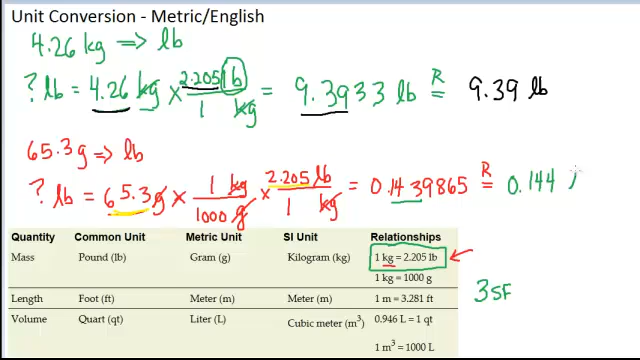 Unit Conversion - Metric/English
4.26 kg => lb
? lb = 4.26 kg x 2.205 lb / 1 kg = 9.3933 lb R= 9.39 lb
65.3 g => lb
? lb = 65.3 g x 1 kg / 1000 g x 2.205 lb / 1 kg = 0.1439865 R= 0.144
Quantity Common Unit Metric Unit SI Unit Relationships
Mass Pound (lb) Gram (g) Kilogram (kg) 1 kg = 2.205 lb
1 kg = 1000 g
3 SF
Length Foot (ft) Meter (m) Meter (m) 1 m = 3.281 ft
Volume Quart (qt) Liter (L) Cubic meter (m³) 0.946 L = 1 qt
1 m³ = 1000 L